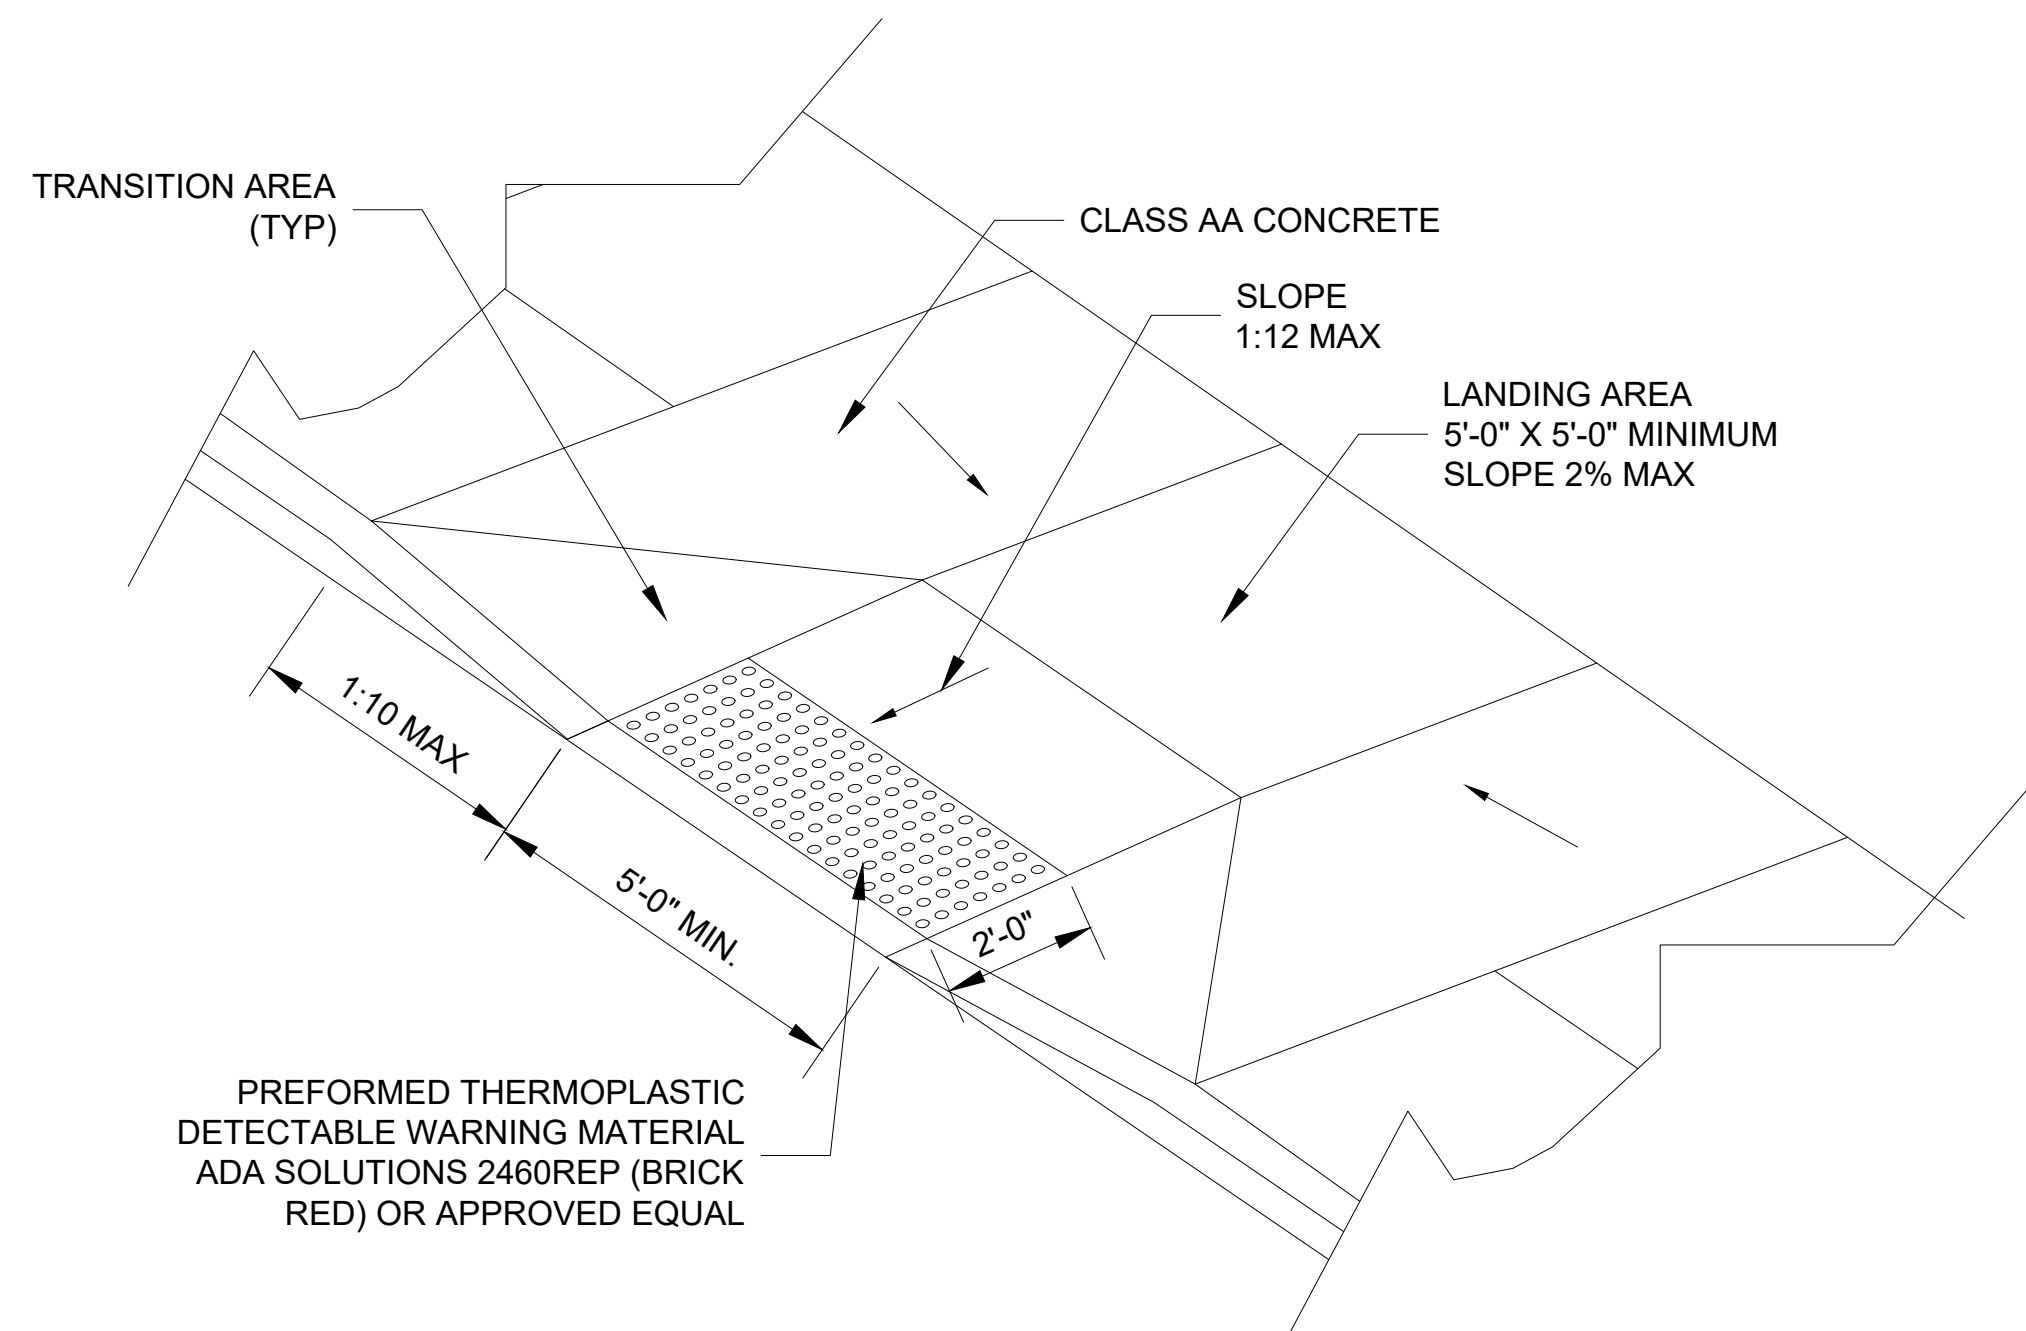 TRANSITION AREA
(TYP)
CLASS AA CONCRETE
SLOPE
1:12 MAX
LANDING AREA
5'-0" X 5'-0" MINIMUM
SLOPE 2% MAX
1:10 MAX
5'-0" MIN.
2'-0"
PREFORMED THERMOPLASTIC
DETECTABLE WARNING MATERIAL
ADA SOLUTIONS 2460REP (BRICK
RED) OR APPROVED EQUAL